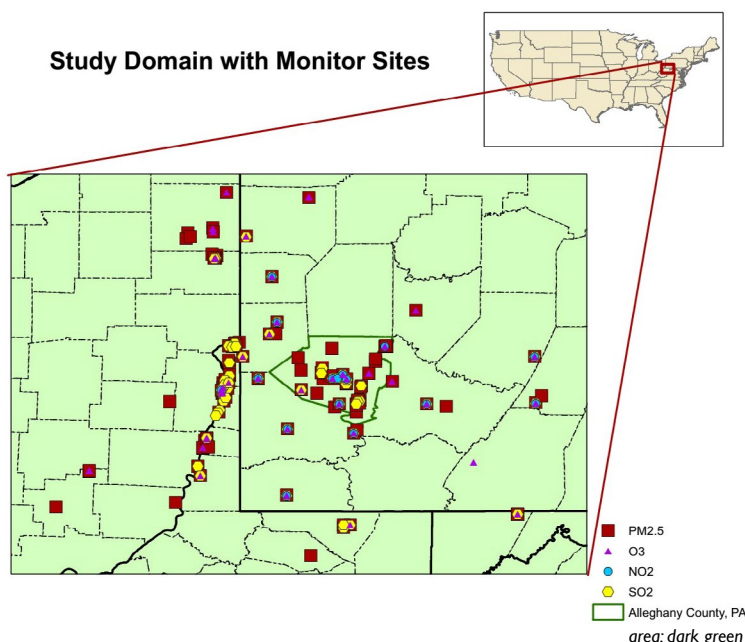 Study Domain with Monitor Sites
PM2.5
O3
NO2
SO2
Alleghany County, PA
area: dark green